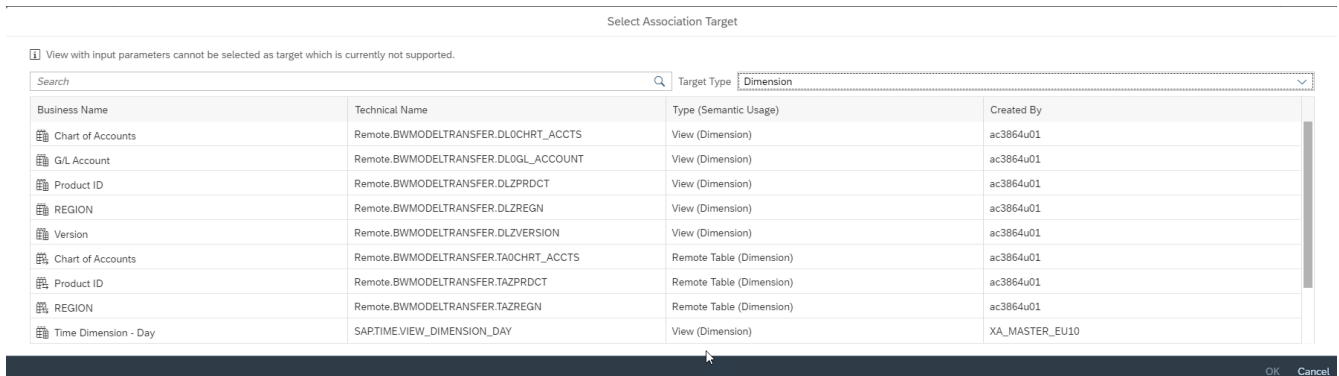 Select Association Target
View with input parameters cannot be selected as target which is currently not supported.
Search Target Type Dimension
Business Name Technical Name Type (Semantic Usage) Created By
Chart of Accounts Remote.BWMODELTRANSFER.DL0CHRT_ACCTS View (Dimension) ac3864u01
G/L Account Remote.BWMODELTRANSFER.DL0GL_ACCOUNT View (Dimension) ac3864u01
Product ID Remote.BWMODELTRANSFER.DLZPRDCT View (Dimension) ac3864u01
REGION Remote.BWMODELTRANSFER.DLZREGN View (Dimension) ac3864u01
Version Remote.BWMODELTRANSFER.DLZVERSION View (Dimension) ac3864u01
Chart of Accounts Remote.BWMODELTRANSFER.TA0CHRT_ACCTS Remote Table (Dimension) ac3864u01
Product ID Remote.BWMODELTRANSFER.TAZPRDCT Remote Table (Dimension) ac3864u01
REGION Remote.BWMODELTRANSFER.TAZREGN Remote Table (Dimension) ac3864u01
Time Dimension - Day SAP.TIME.VIEW_DIMENSION_DAY View (Dimension) XA_MASTER_EU10
OK Cancel